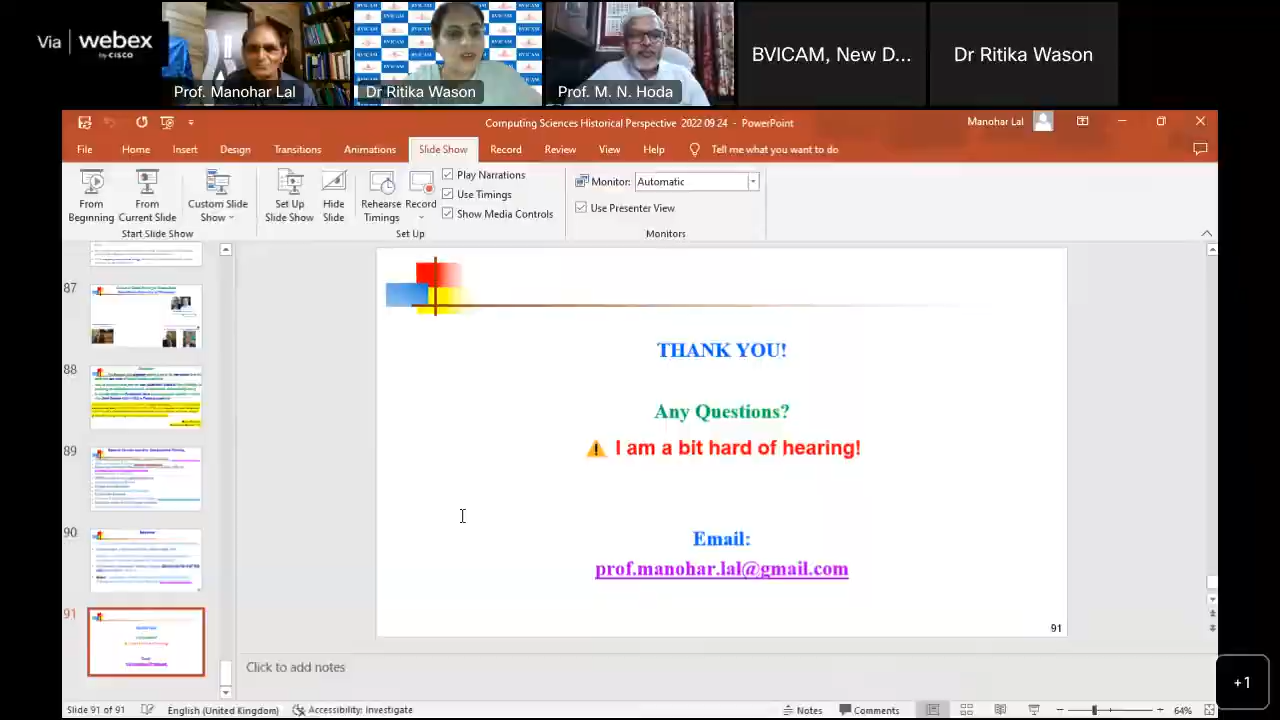 Via webex
by CISCO
Prof. Manohar Lal
BVICAM
Dr Ritika Wason
Prof. M. N. Hoda
BVICAM, New D...
Dr Ritika Wason
Computing Sciences Historical Perspective 2022 09 24 - PowerPoint
Manohar Lal
File Home Insert Design Transitions Animations Slide Show Record Review View Help Tell me what you want to do
From Beginning
From Current Slide
Custom Slide Show
Start Slide Show
Set Up Slide Show
Hide Slide
Rehearse Timings
Record
Play Narrations
Use Timings
Show Media Controls
Set Up
Monitor: Automatic
Use Presenter View
Monitors
87
88
89
90
91
THANK YOU!
Any Questions?
⚠ I am a bit hard of hearing!
Email:
prof.manohar.lal@gmail.com
91
Click to add notes
+1
Slide 91 of 91 English (United Kingdom) Accessibility: Investigate Notes Comments 64%